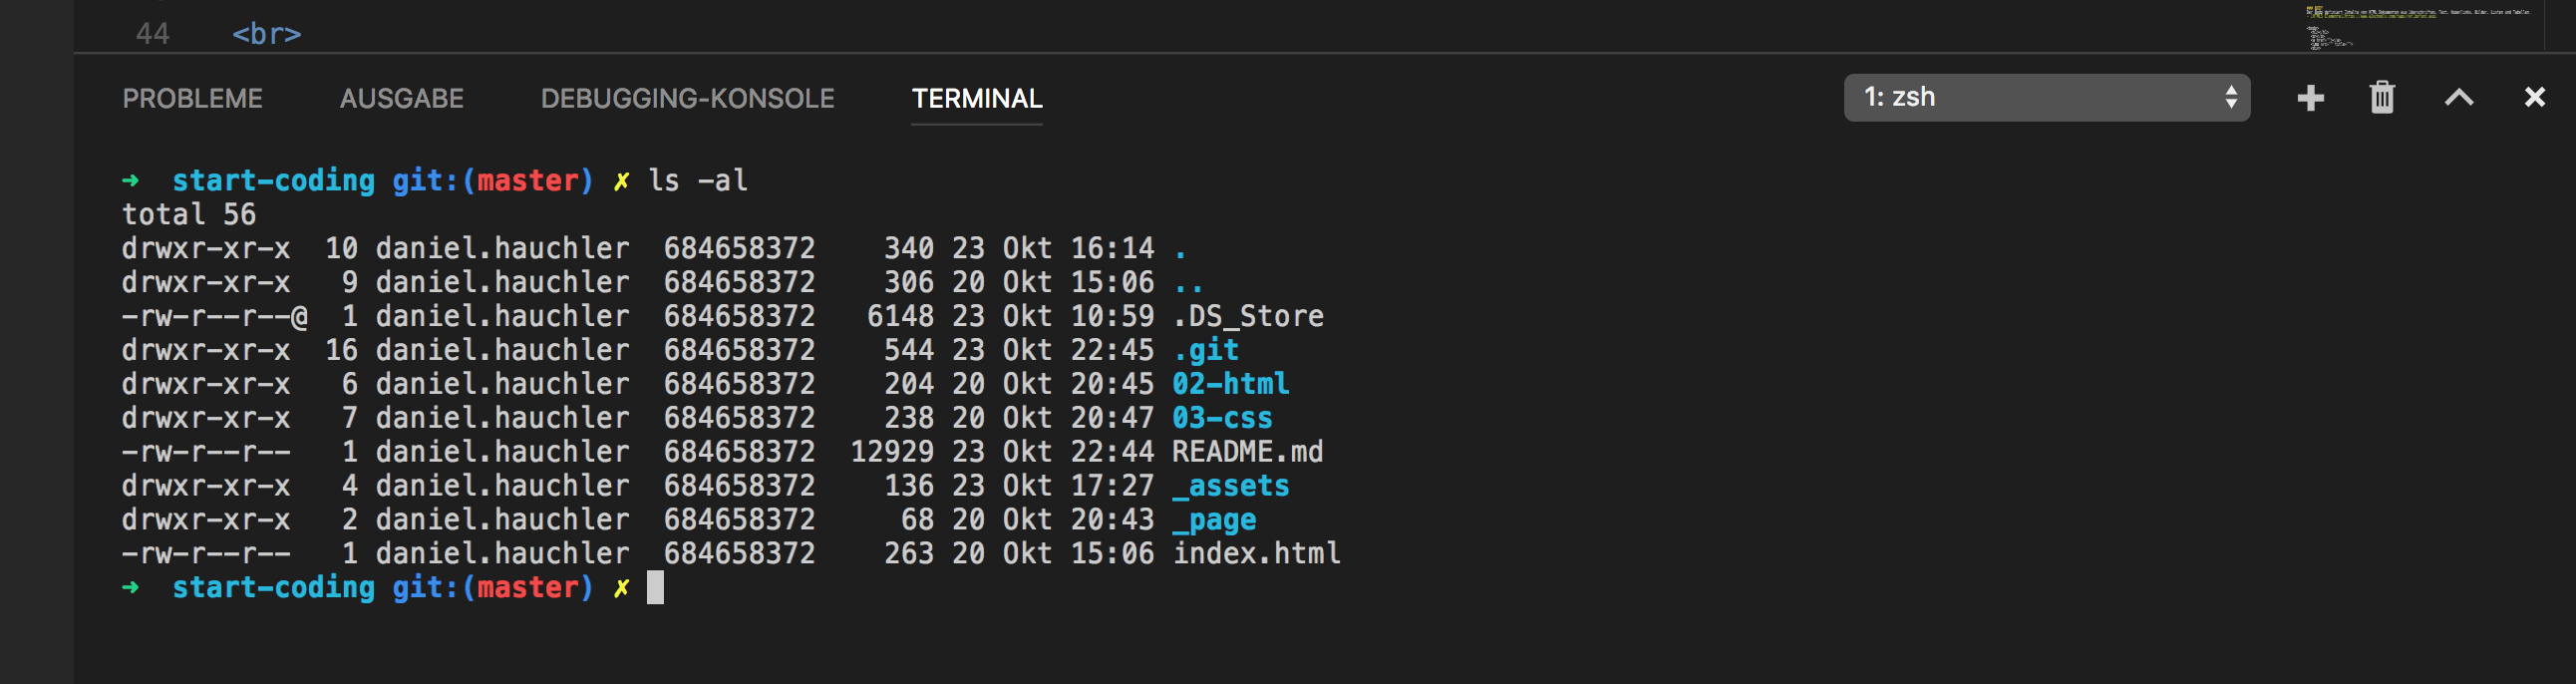 44 <br>
PROBLEME AUSGABE DEBUGGING-KONSOLE TERMINAL 1: zsh
➜ start-coding git:(master) ✗ ls -al
total 56
drwxr-xr-x 10 daniel.hauchler 684658372 340 23 Okt 16:14 .
drwxr-xr-x 9 daniel.hauchler 684658372 306 20 Okt 15:06 ..
-rw-r--r--@ 1 daniel.hauchler 684658372 6148 23 Okt 10:59 .DS_Store
drwxr-xr-x 16 daniel.hauchler 684658372 544 23 Okt 22:45 .git
drwxr-xr-x 6 daniel.hauchler 684658372 204 20 Okt 20:45 02-html
drwxr-xr-x 7 daniel.hauchler 684658372 238 20 Okt 20:47 03-css
-rw-r--r-- 1 daniel.hauchler 684658372 12929 23 Okt 22:44 README.md
drwxr-xr-x 4 daniel.hauchler 684658372 136 23 Okt 17:27 _assets
drwxr-xr-x 2 daniel.hauchler 684658372 68 20 Okt 20:43 _page
-rw-r--r-- 1 daniel.hauchler 684658372 263 20 Okt 15:06 index.html
➜ start-coding git:(master) ✗